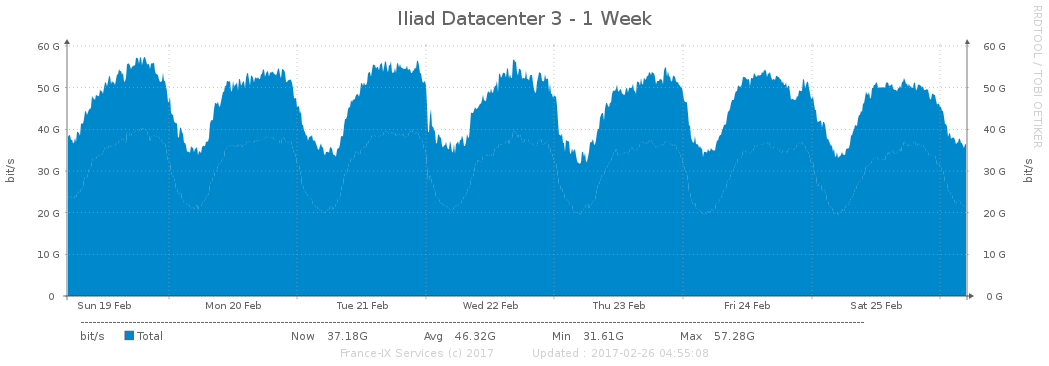 Iliad Datacenter 3 - 1 Week
RRDTOOL / TOBI OETIKER
60 G 60 G
50 G 50 G
40 G 40 G
30 G 30 G
20 G 20 G
10 G 10 G
0 0 G
bit/s bit/s
Sun 19 Feb Mon 20 Feb Tue 21 Feb Wed 22 Feb Thu 23 Feb Fri 24 Feb Sat 25 Feb
bit/s Total Now 37.18G Avg 46.32G Min 31.61G Max 57.28G
France-IX Services (c) 2017 Updated : 2017-02-26 04:55:08